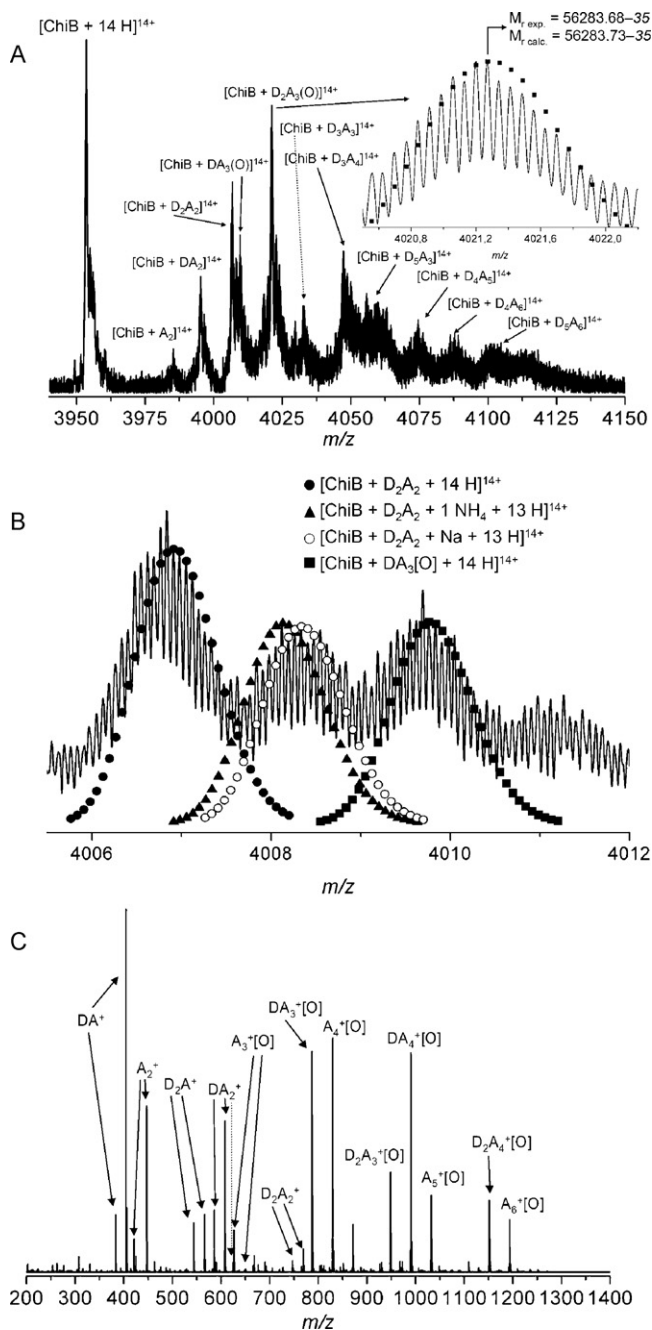 A
[ChiB + 14 H]¹⁴⁺
[ChiB + A₂]¹⁴⁺
[ChiB + DA₂]¹⁴⁺
[ChiB + D₂A₂]¹⁴⁺
[ChiB + DA₃(O)]¹⁴⁺
[ChiB + D₂A₃(O)]¹⁴⁺
[ChiB + D₃A₃]¹⁴⁺
[ChiB + D₃A₄]¹⁴⁺
[ChiB + D₅A₃]¹⁴⁺
[ChiB + D₄A₅]¹⁴⁺
[ChiB + D₄A₆]¹⁴⁺
[ChiB + D₅A₆]¹⁴⁺
Mr exp. = 56283.68–35
Mr calc. = 56283.73–35
4020,8 4021,2 4021,6 4022,0
m/z
3950 3975 4000 4025 4050 4075 4100 4125 4150
m/z
B
● [ChiB + D₂A₂ + 14 H]¹⁴⁺
▲ [ChiB + D₂A₂ + 1 NH₄ + 13 H]¹⁴⁺
○ [ChiB + D₂A₂ + Na + 13 H]¹⁴⁺
■ [ChiB + DA₃[O] + 14 H]¹⁴⁺
4006 4008 4010 4012
m/z
C
DA⁺
A₂⁺
D₂A⁺
DA₂⁺
A₃⁺[O]
D₂A₂⁺
DA₃⁺[O]
A₄⁺[O]
D₂A₃⁺[O]
DA₄⁺[O]
A₅⁺[O]
D₂A₄⁺[O]
A₆⁺[O]
200 300 400 500 600 700 800 900 1000 1100 1200 1300 1400
m/z